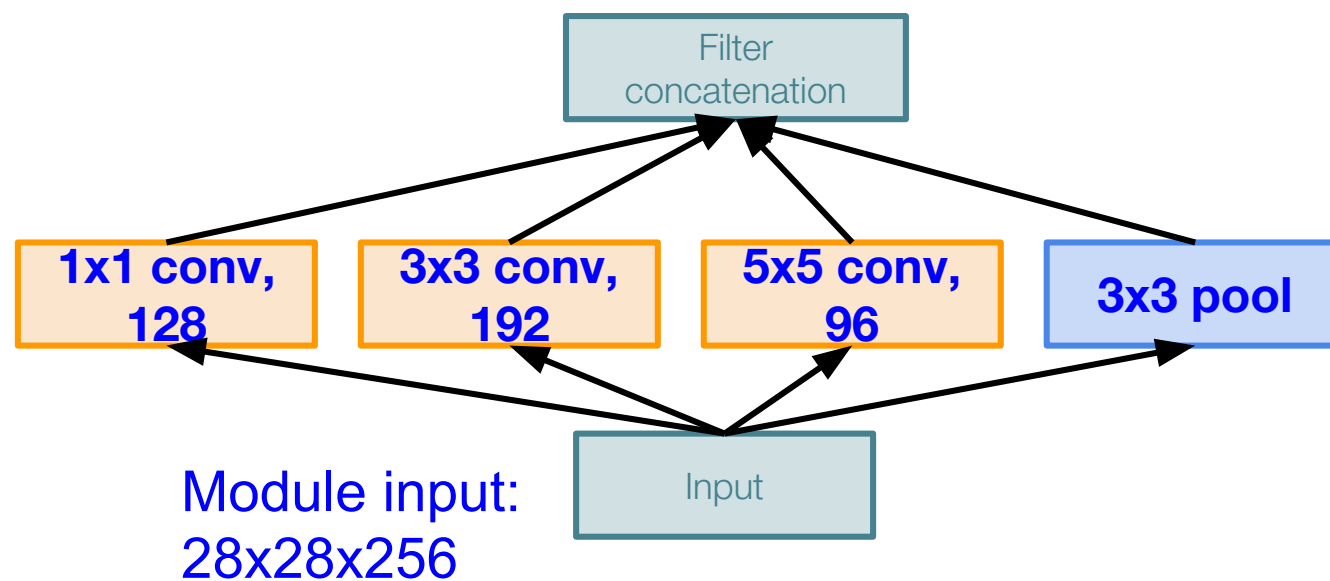 Filter
concatenation
1x1 conv,
128
3x3 conv,
192
5x5 conv,
96
3x3 pool
Input
Module input:
28x28x256